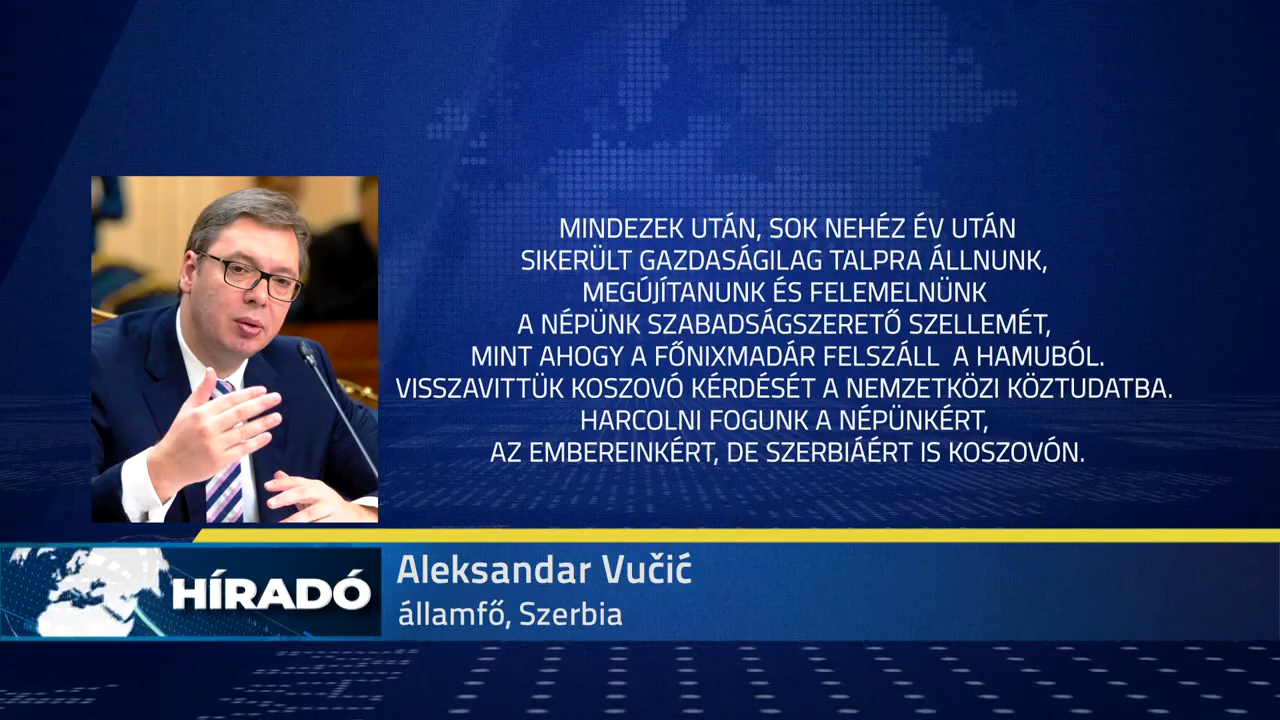 MINDEZEK UTÁN, SOK NEHÉZ ÉV UTÁN
SIKERÜLT GAZDASÁGILAG TALPRA ÁLLNUNK,
MEGÚJÍTANUNK ÉS FELEMELNÜNK
A NÉPÜNK SZABADSÁGSZERETŐ SZELLEMÉT,
MINT AHOGY A FŐNIXMADÁR FELSZÁLL A HAMUBÓL.
VISSZAVITTÜK KOSZOVÓ KÉRDÉSÉT A NEMZETKÖZI KÖZTUDATBA.
HARCOLNI FOGUNK A NÉPÜNKÉRT,
AZ EMBEREINKÉRT, DE SZERBIÁÉRT IS KOSZOVÓN.
Aleksandar Vučić
államfő, Szerbia
HÍRADÓ